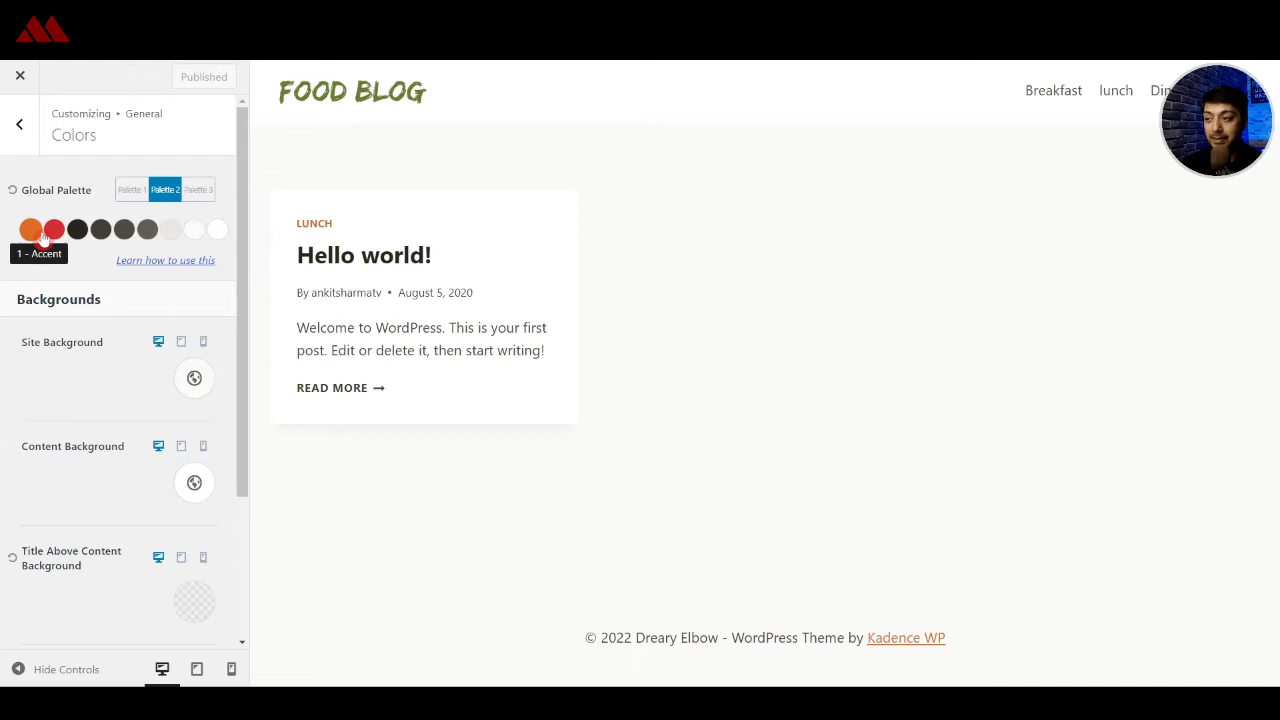 Published
Customizing ▸ General
Colors
Global Palette
Palette 1 Palette 2 Palette 3
1 - Accent
Learn how to use this
Backgrounds
Site Background
Content Background
Title Above Content
Background
Hide Controls
FOOD BLOG
Breakfast lunch
LUNCH
Hello world!
By ankitsharmatv • August 5, 2020
Welcome to WordPress. This is your first
post. Edit or delete it, then start writing!
READ MORE →
© 2022 Dreary Elbow - WordPress Theme by Kadence WP